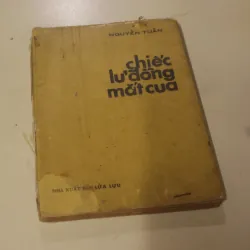 NGUYỄN TUÂN
chiếc
lư đồng
mắt cua